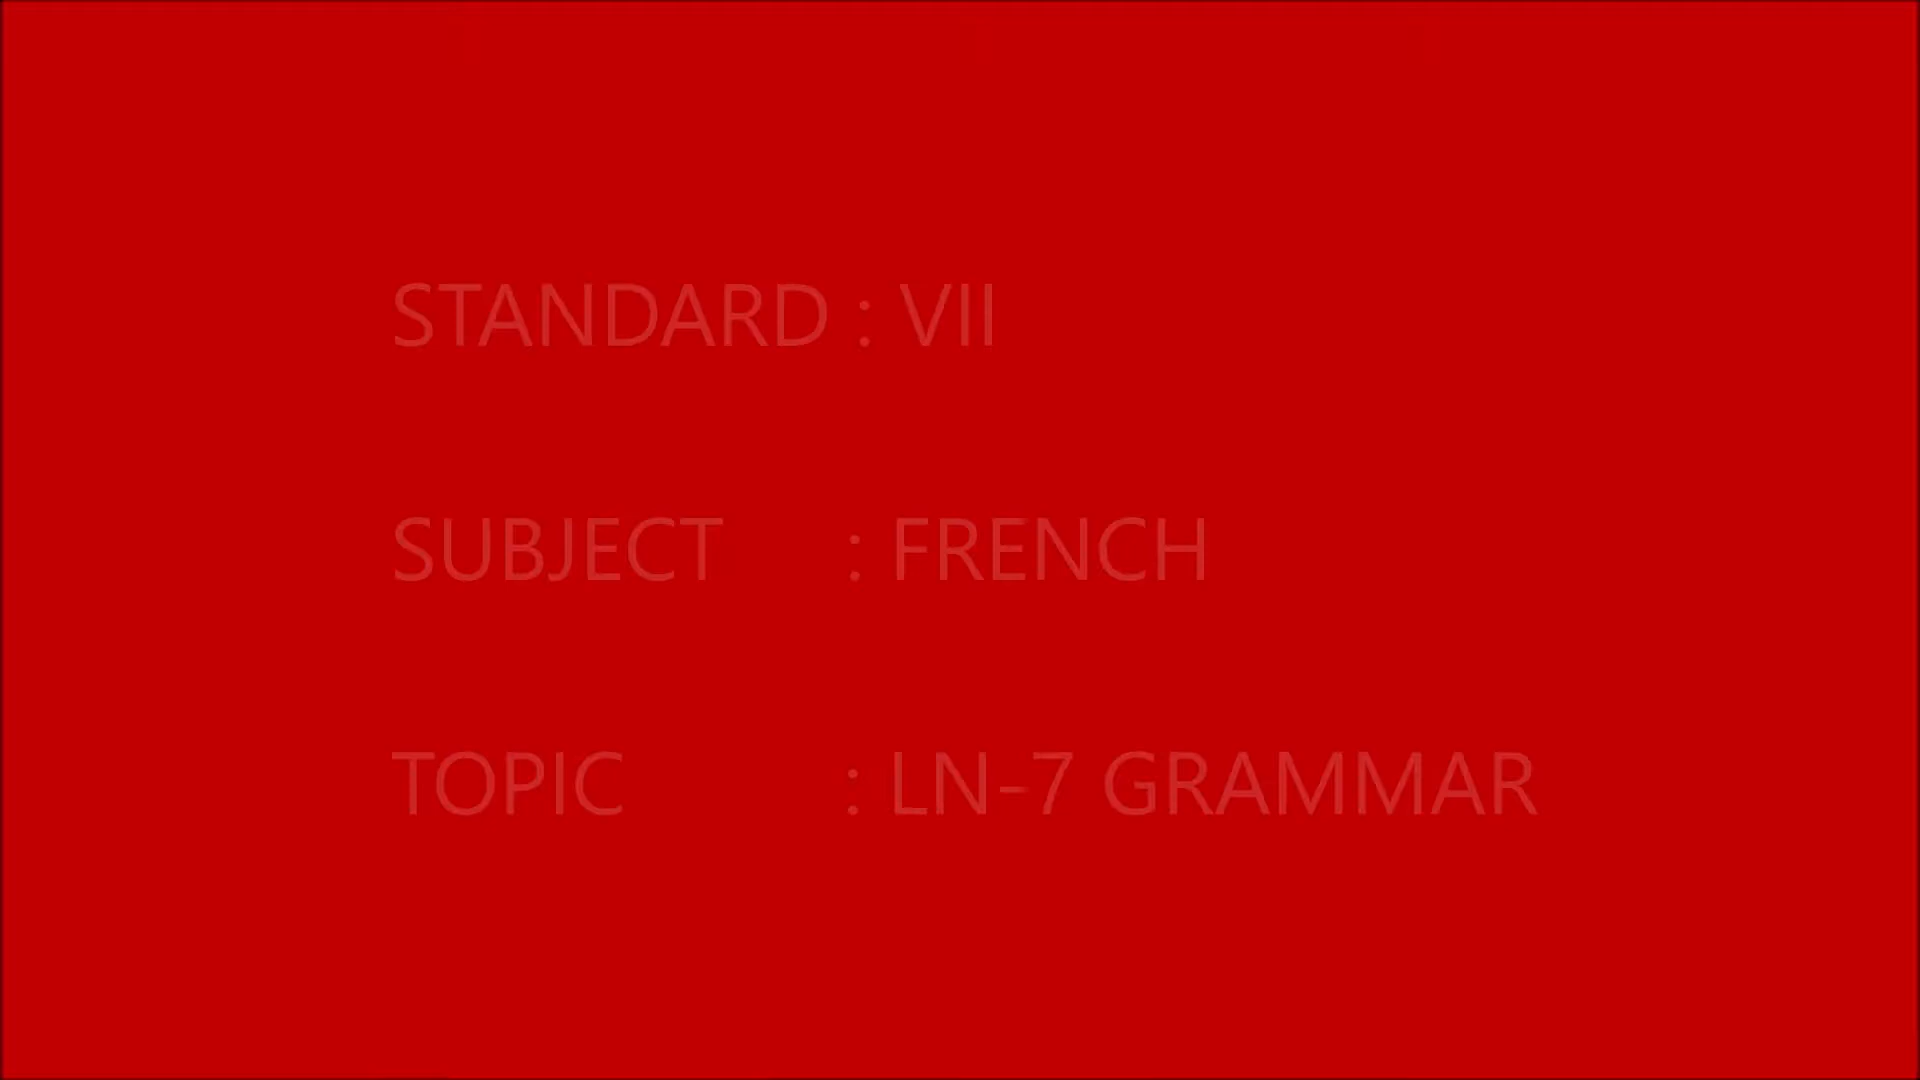 STANDARD : VII
SUBJECT : FRENCH
TOPIC : LN-7 GRAMMAR